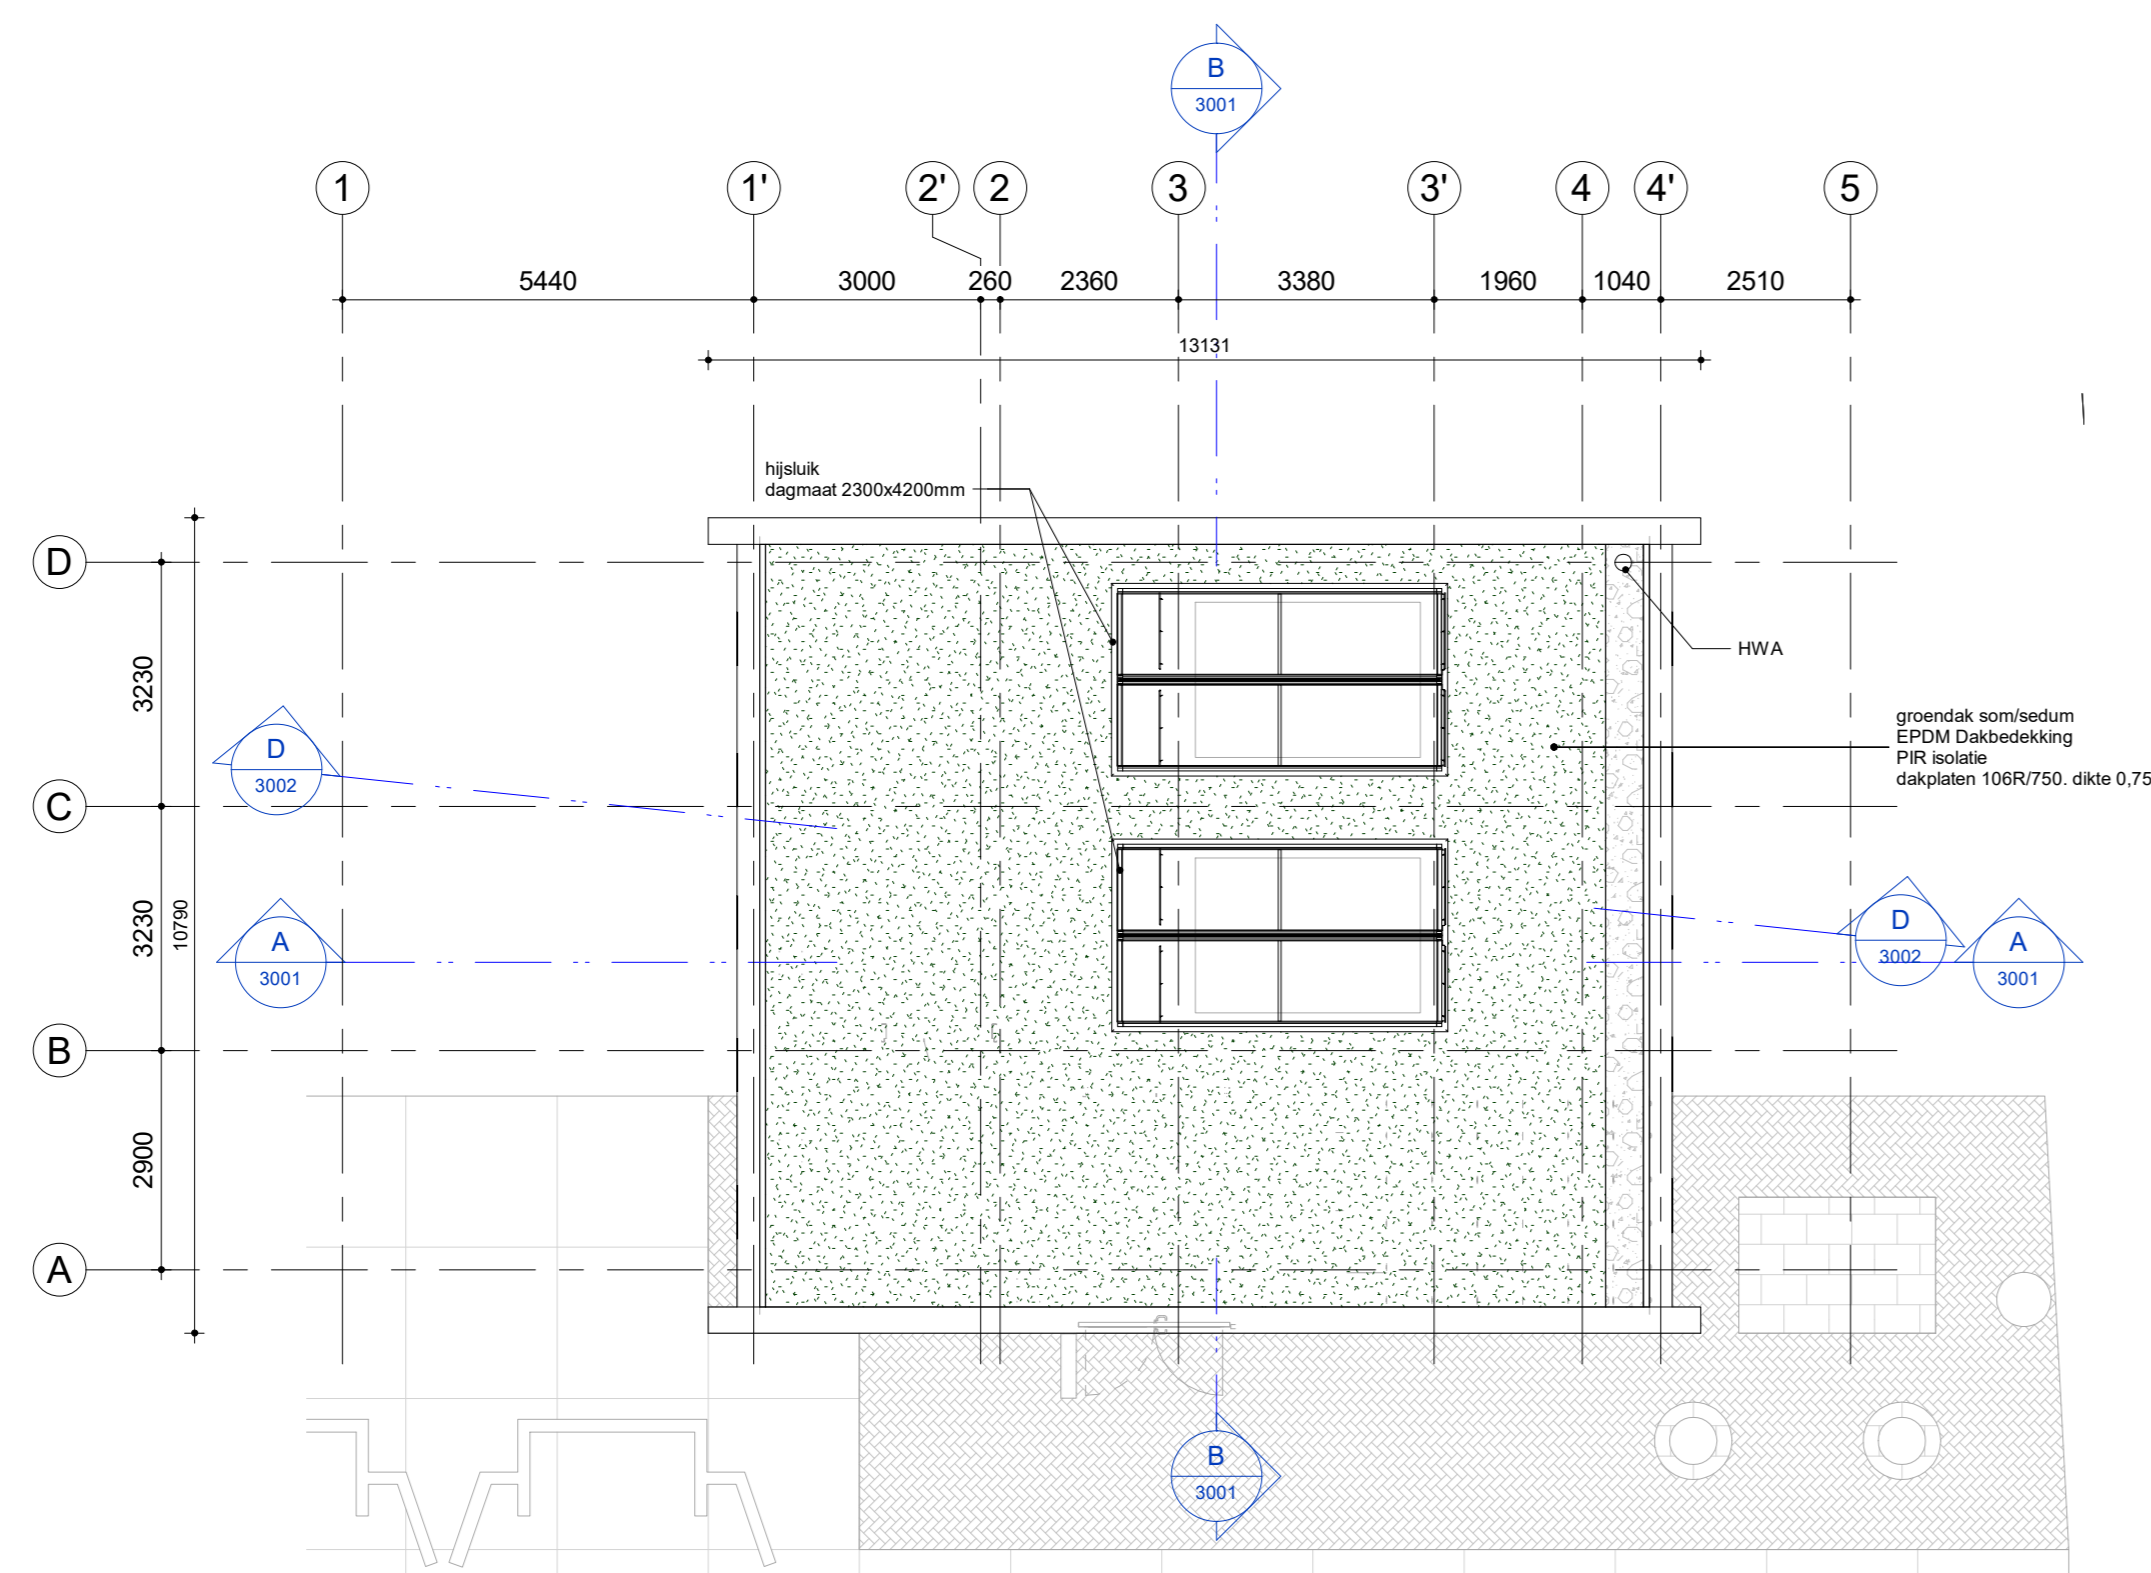 B
3001
1 1' 2' 2 3 3' 4 4' 5
5440 3000 260 2360 3380 1960 1040 2510
13131
hijsluik
dagmaat 2300x4200mm
D
3230
HWA
groendak som/sedum
EPDM Dakbedekking
PIR isolatie
dakplaten 106R/750. dikte 0,75
D
3002
C
3230
10790
A
3001
D
3002
A
3001
B
2900
A
B
3001